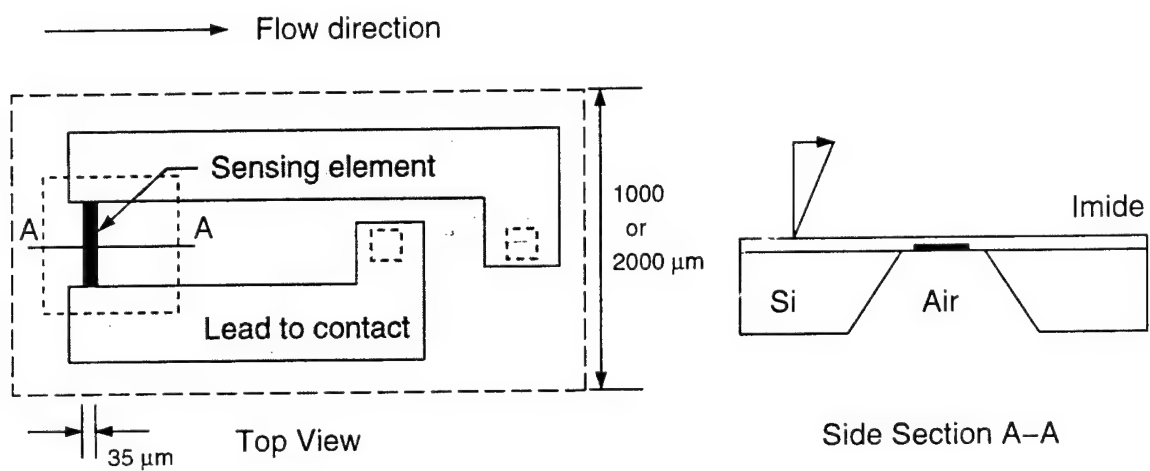 Flow direction
Sensing element
A
A
Lead to contact
1000
or
2000 μm
35 μm
Top View
Imide
Si
Air
Side Section A–A